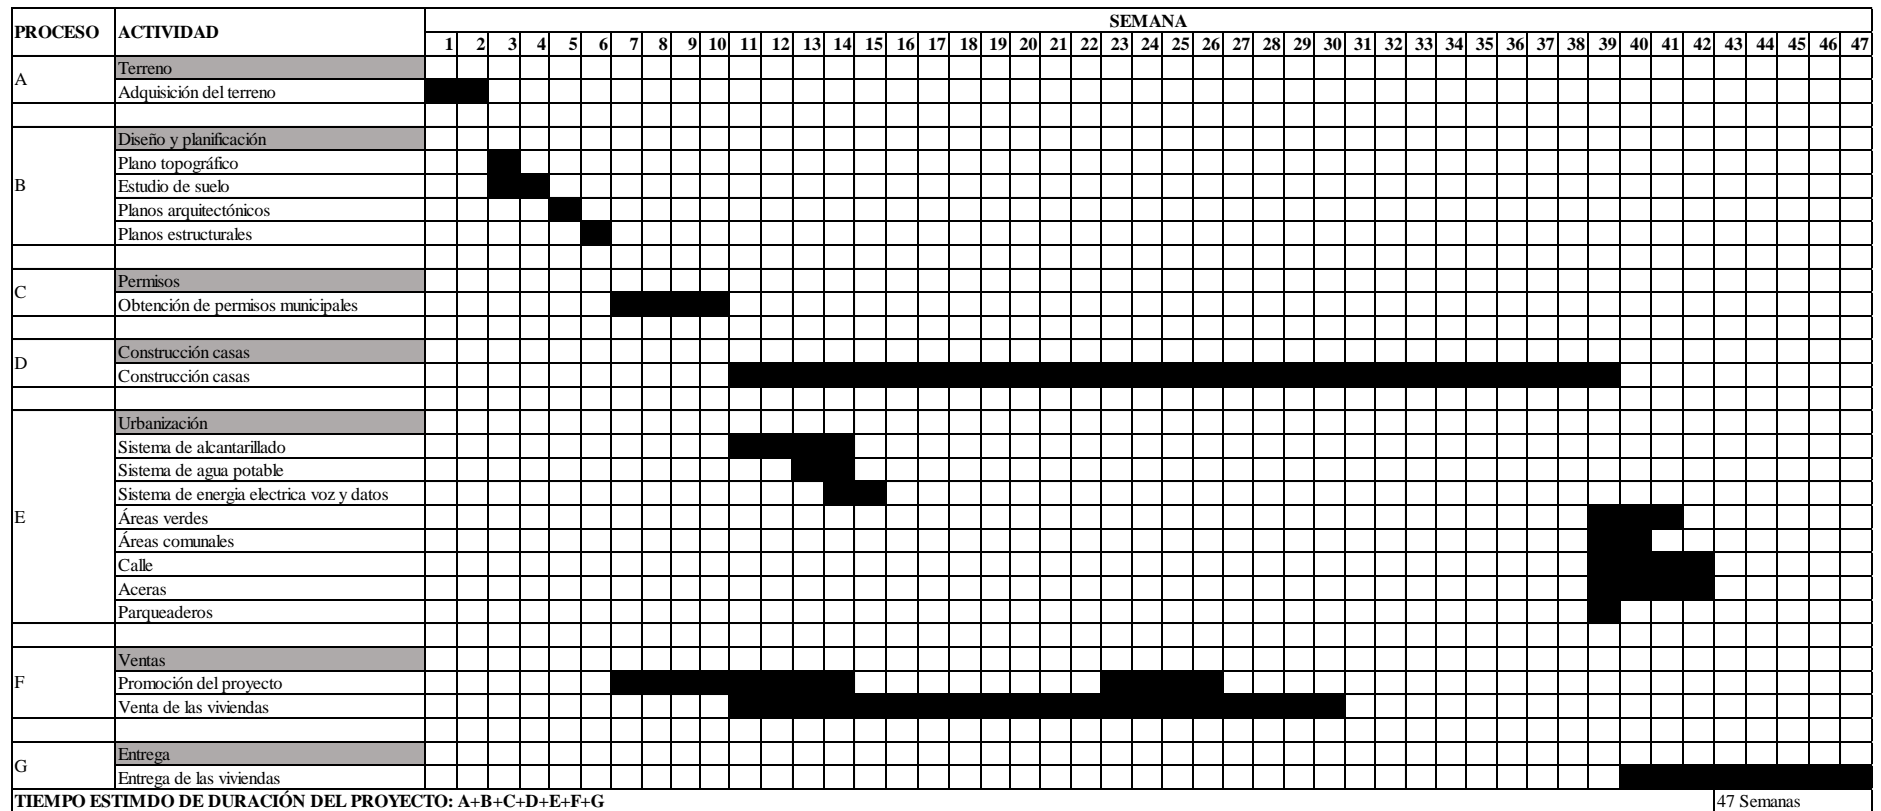 PROCESO ACTIVIDAD SEMANA
1 2 3 4 5 6 7 8 9 10 11 12 13 14 15 16 17 18 19 20 21 22 23 24 25 26 27 28 29 30 31 32 33 34 35 36 37 38 39 40 41 42 43 44 45 46 47
A
Terreno
Adquisición del terreno
B
Diseño y planificación
Plano topográfico
Estudio de suelo
Planos arquitectónicos
Planos estructurales
C
Permisos
Obtención de permisos municipales
D
Construcción casas
Construcción casas
E
Urbanización
Sistema de alcantarillado
Sistema de agua potable
Sistema de energia electrica voz y datos
Áreas verdes
Áreas comunales
Calle
Aceras
Parqueaderos
F
Ventas
Promoción del proyecto
Venta de las viviendas
G
Entrega
Entrega de las viviendas
TIEMPO ESTIMDO DE DURACIÓN DEL PROYECTO: A+B+C+D+E+F+G 47 Semanas